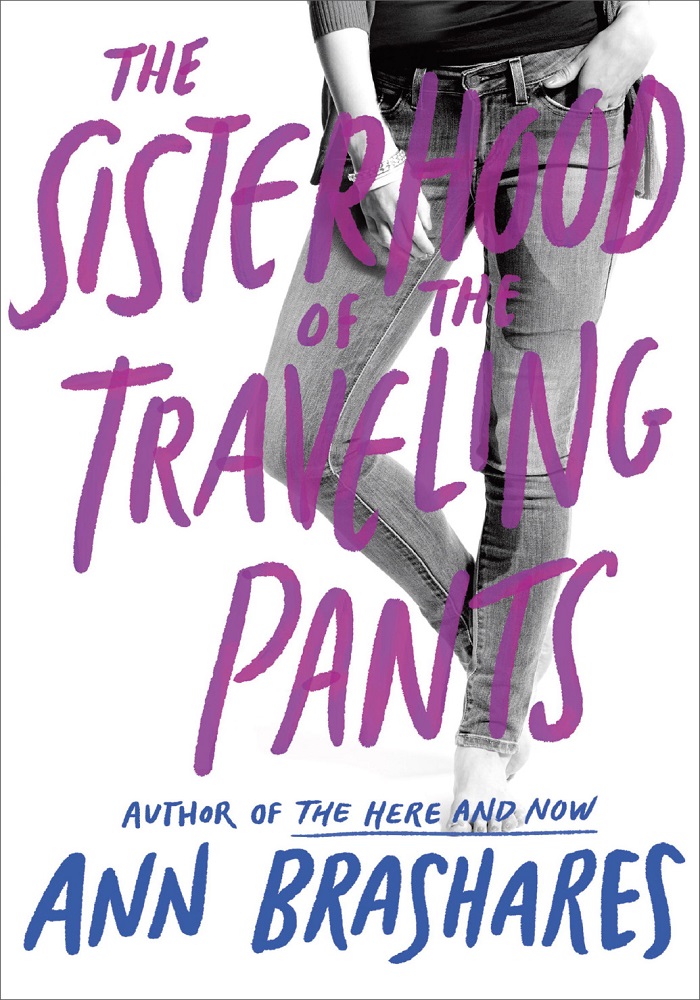 THE
SISTERHOOD
OF THE
TRAVELING
PANTS
AUTHOR OF THE HERE AND NOW
ANN BRASHARES